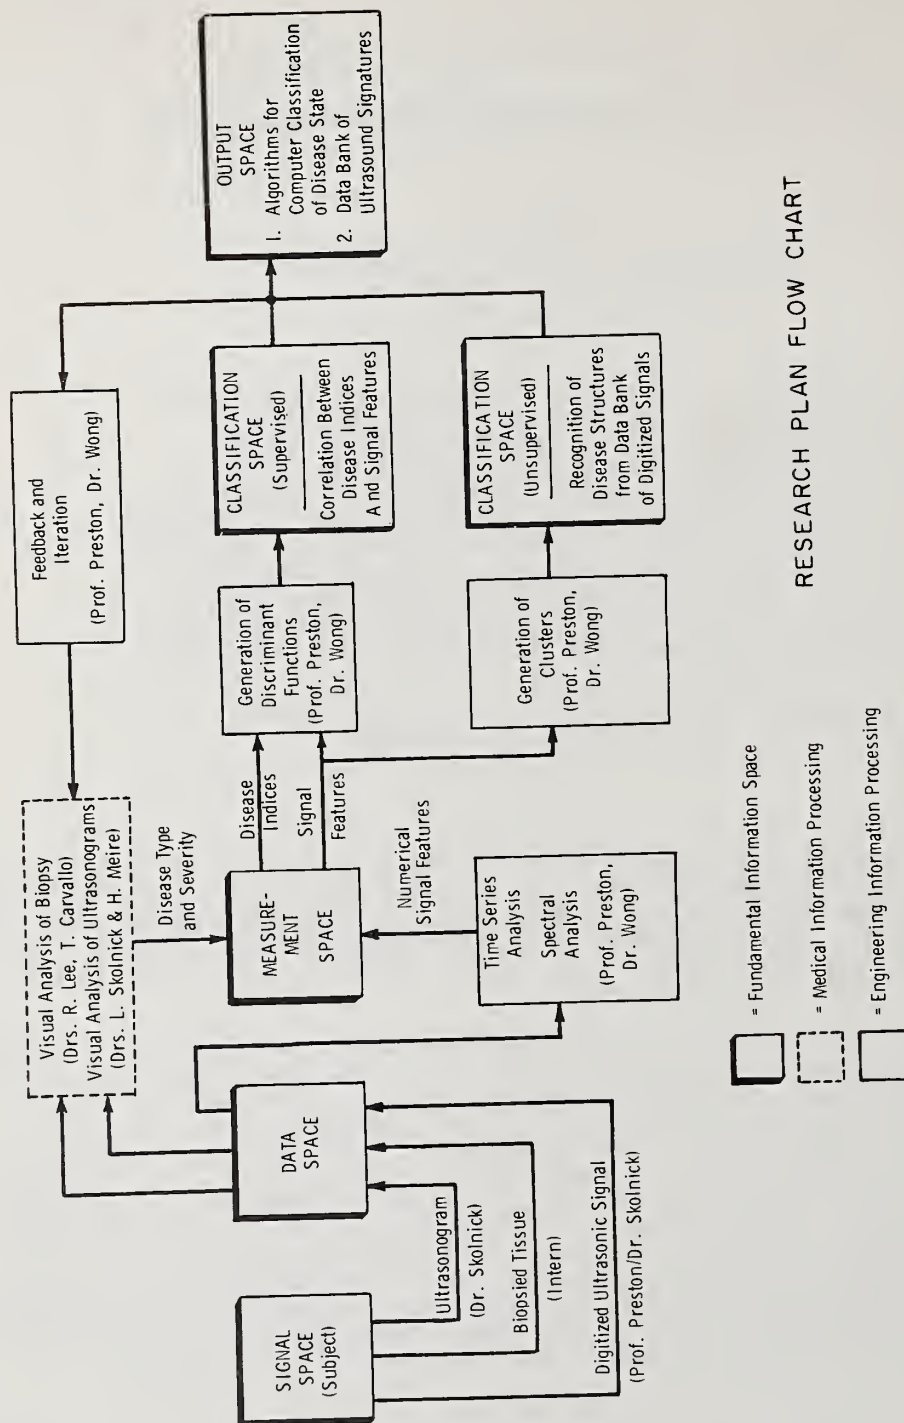 SIGNAL
SPACE
(Subject)
Ultrasonogram
(Dr. Skolnick)
Biopsied Tissue
(Intern)
Digitized Ultrasonic Signal
(Prof. Preston/Dr. Skolnick)
DATA
SPACE
Visual Analysis of Biopsy
(Drs. R. Lee, T. Carvallo)
Visual Analysis of Ultrasonograms
(Drs. L. Skolnick & H. Meire)
Disease Type
and Severity
MEASURE-
MENT
SPACE
Numerical
Signal Features
Time Series
Analysis
Spectral
Analysis
(Prof. Preston,
Dr. Wong)
Disease
Indices
Signal
Features
Generation of
Discriminant
Functions
(Prof. Preston,
Dr. Wong)
Generation of
Clusters
(Prof. Preston,
Dr. Wong)
Feedback and
Iteration
(Prof. Preston, Dr. Wong)
CLASSIFICATION
SPACE
(Supervised)
Correlation Between
Disease Indices
And Signal Features
CLASSIFICATION
SPACE
(Unsupervised)
Recognition of
Disease Structures
from Data Bank
of Digitized Signals
OUTPUT
SPACE
1. Algorithms for
Computer Classification
of Disease State
2. Data Bank of
Ultrasound Signatures
= Fundamental Information Space
= Medical Information Processing
= Engineering Information Processing
RESEARCH PLAN FLOW CHART